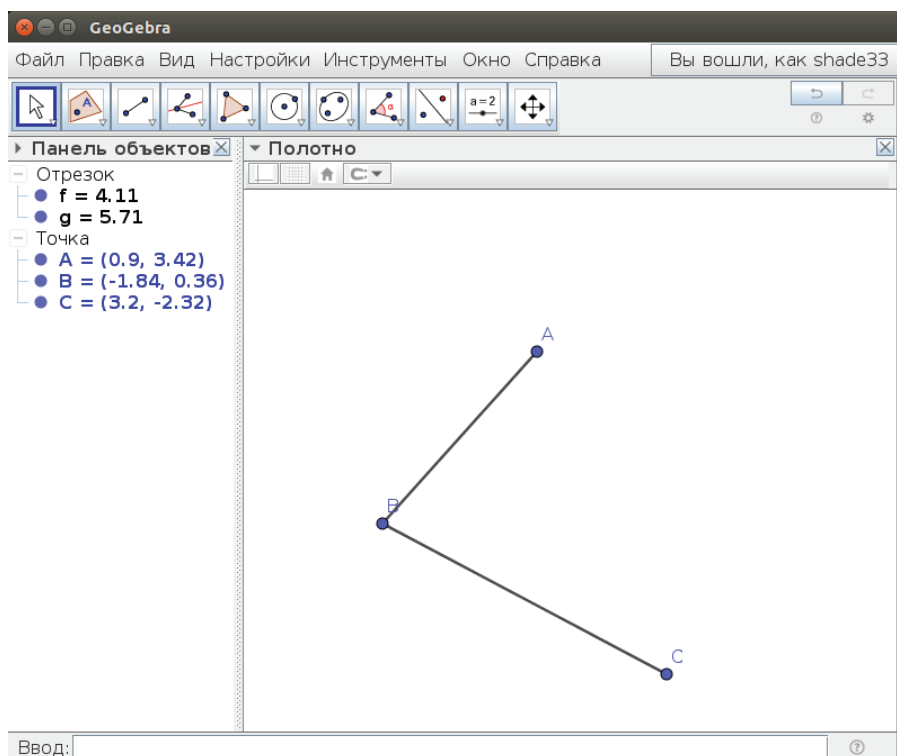 GeoGebra
Файл Правка Вид Настройки Инструменты Окно Справка Вы вошли, как shade33
A α a=2
Панель объектов Полотно
Отрезок
f = 4.11
g = 5.71
Точка
A = (0.9, 3.42)
B = (-1.84, 0.36)
C = (3.2, -2.32)
A
B
C
Ввод: